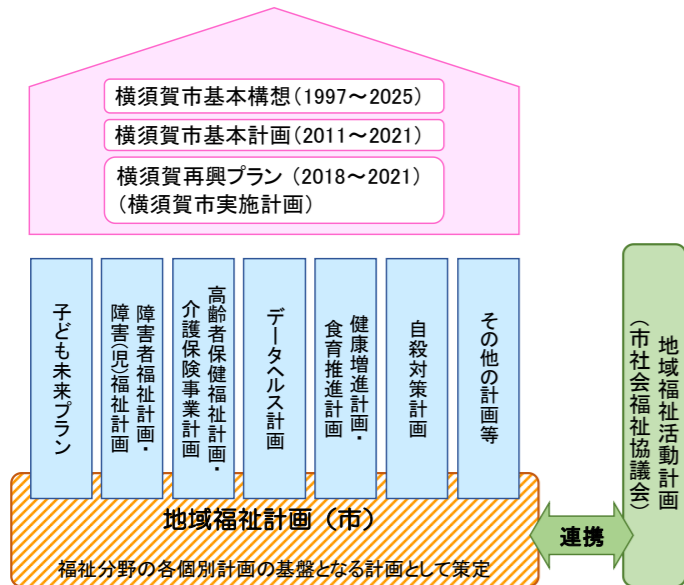 横須賀市基本構想（1997～2025）
横須賀市基本計画（2011～2021）
横須賀再興プラン（2018～2021）
（横須賀市実施計画）
子ども未来プラン
障害者福祉計画・
障害（児）福祉計画
高齢者保健福祉計画・
介護保険事業計画
データヘルス計画
健康増進計画・
食育推進計画
自殺対策計画
その他の計画等
地域福祉活動計画
（市社会福祉協議会）
地域福祉計画（市）
連携
福祉分野の各個別計画の基盤となる計画として策定